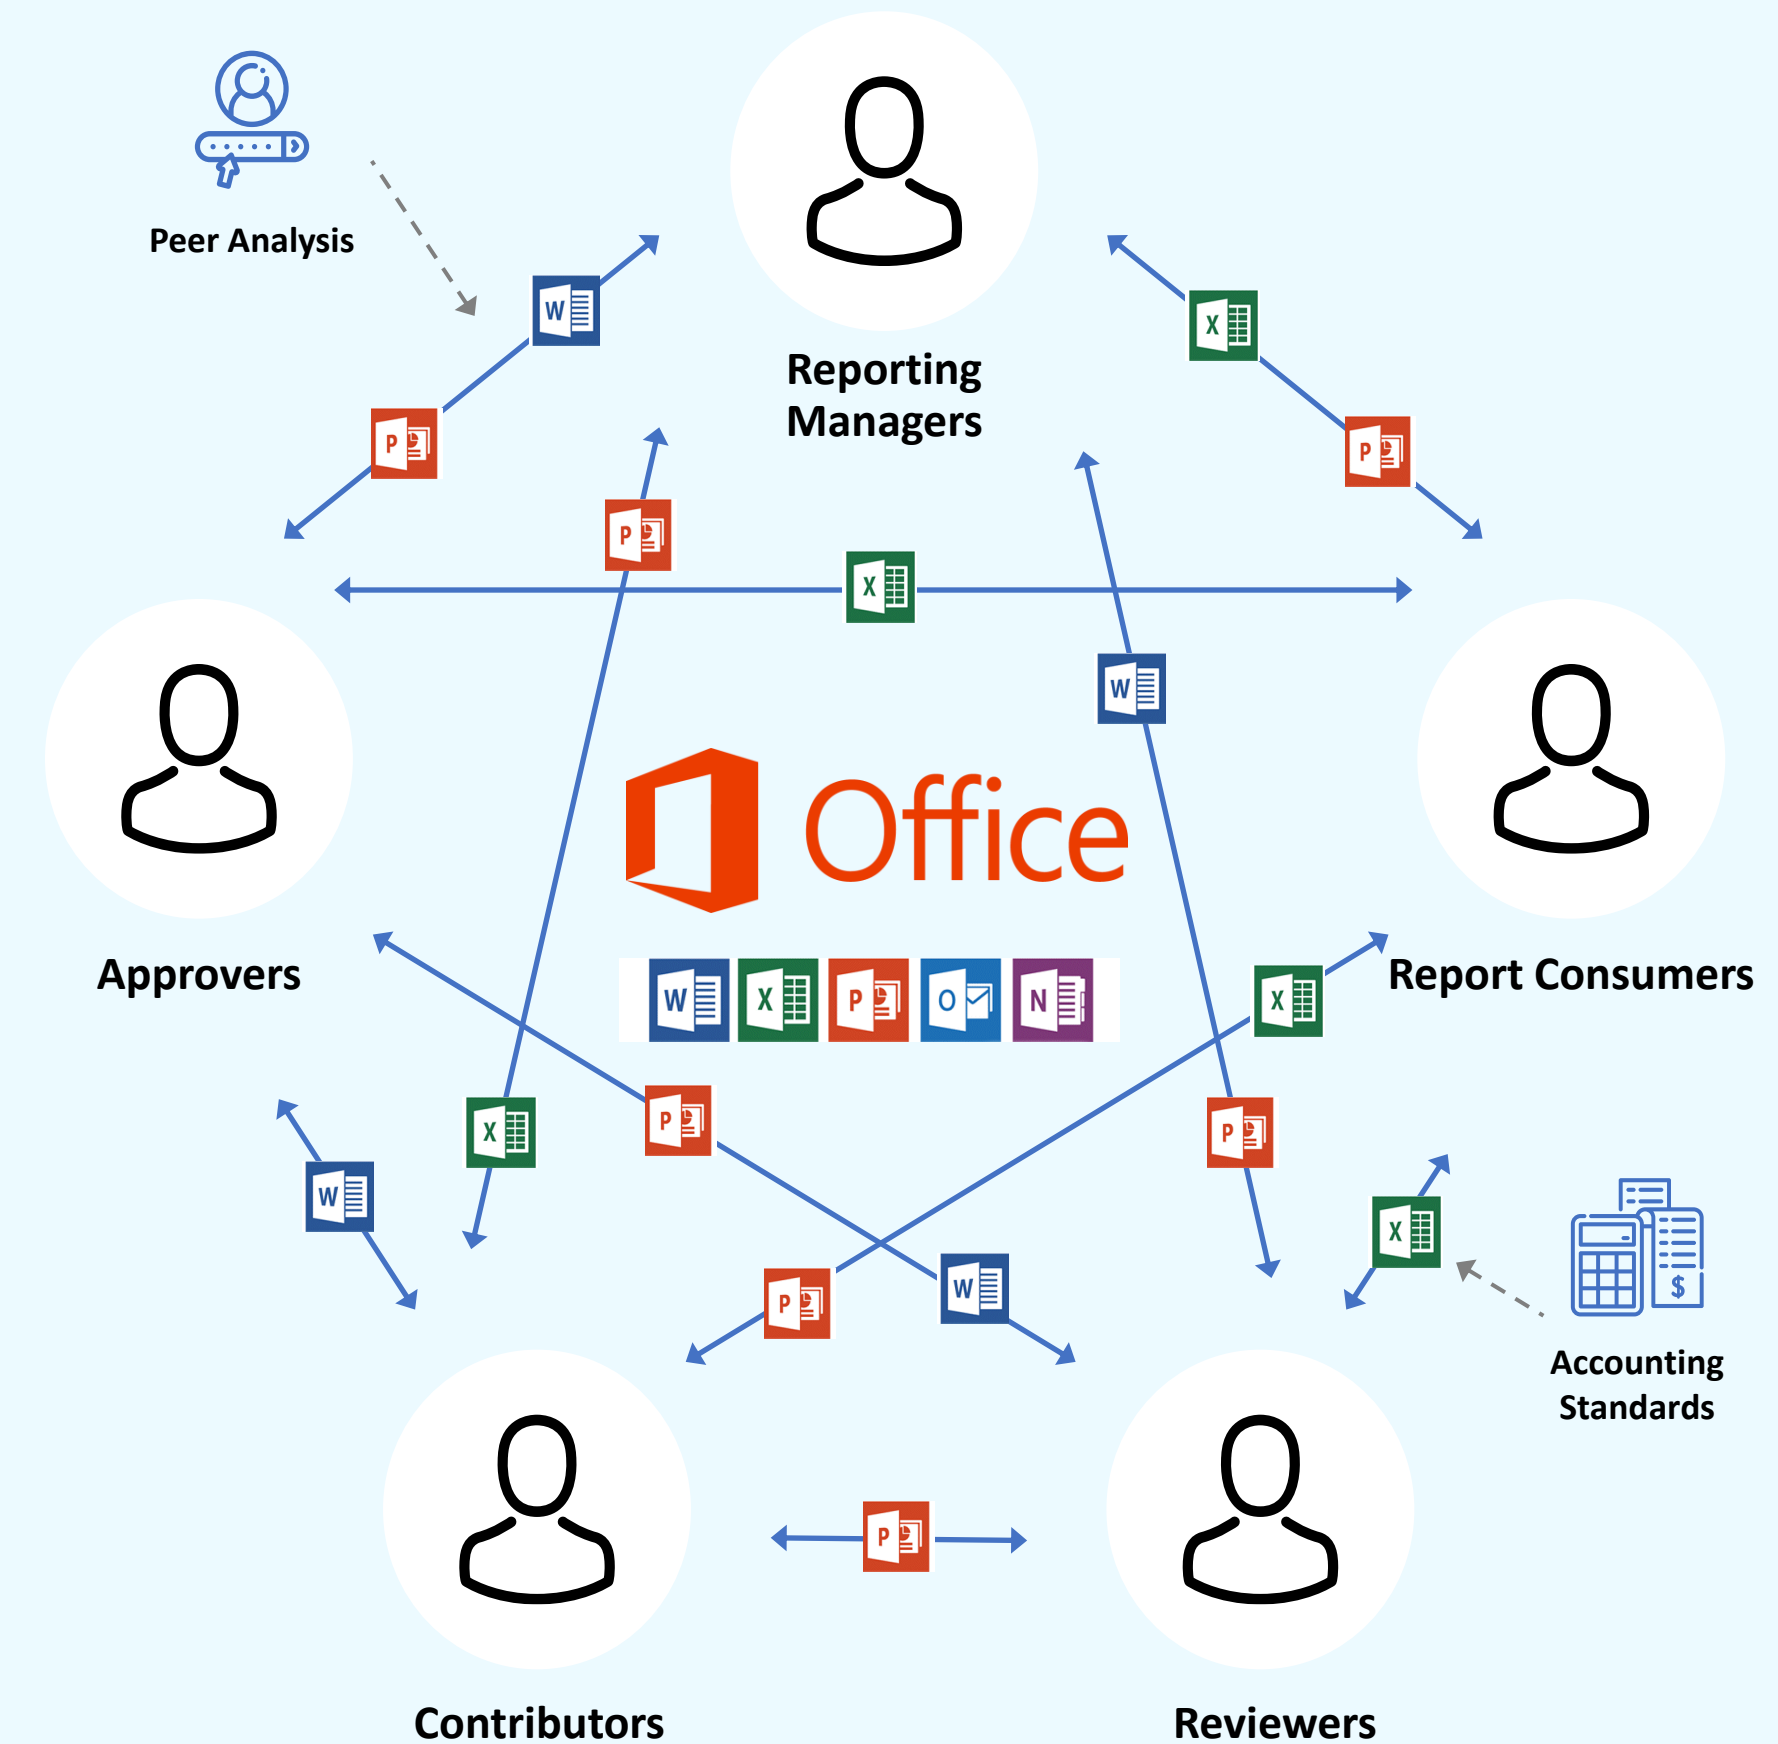 Peer Analysis
W
X
Reporting
Managers
P
P
P
X
W
Office
Approvers
Report Consumers
W
X
P
O
N
X
P
X
P
W
X
P
W
Accounting
Standards
$
P
Contributors
Reviewers